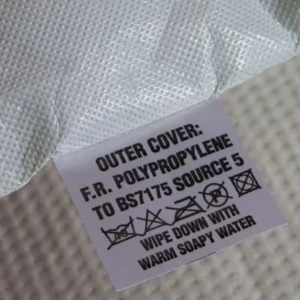 OUTER COVER:
F.R. POLYPROPYLENE
TO BS7175 SOURCE 5
WIPE DOWN WITH
WARM SOAPY WATER